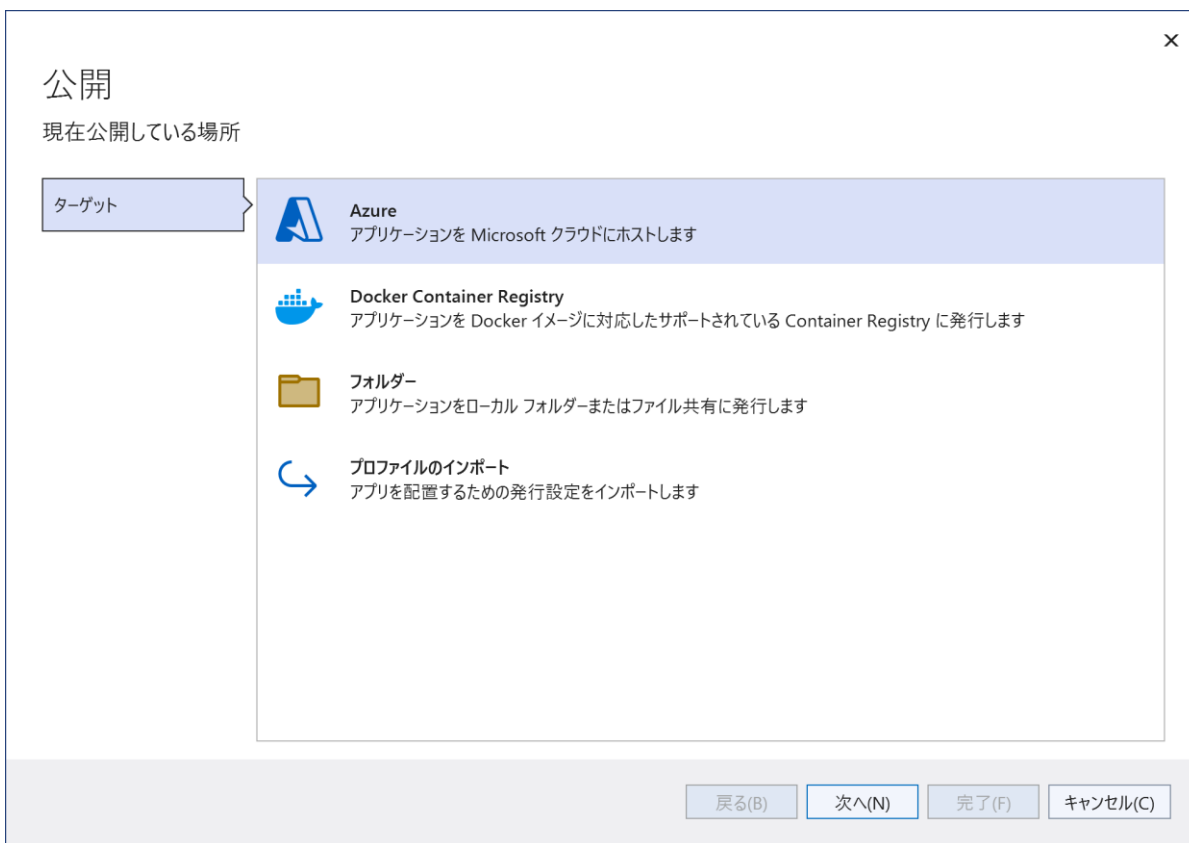 公開
現在公開している場所
ターゲット
Azure
アプリケーションを Microsoft クラウドにホストします
Docker Container Registry
アプリケーションを Docker イメージに対応したサポートされている Container Registry に発行します
フォルダー
アプリケーションをローカル フォルダーまたはファイル共有に発行します
プロファイルのインポート
アプリを配置するための発行設定をインポートします
戻る(B) 次へ(N) 完了(F) キャンセル(C)